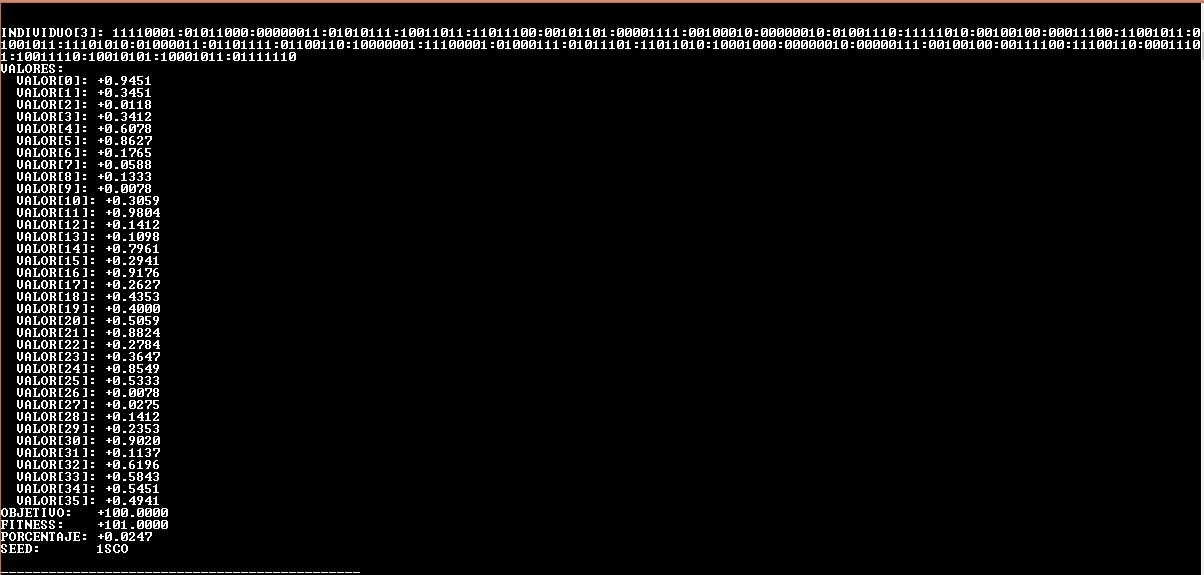 INDIVIDUO[3]: 11110001:01011000:00000011:01010111:10011011:11011100:00101101:00001111:00100010:00000010:01001110:11111010:00100100:00011100:11001011:0
1001011:11101010:01000011:01101111:01100110:10000001:11100001:01000111:01011101:11011010:10001000:00000010:00000111:00100100:00111100:11100110:0001110
1:10011110:10010101:10001011:01111110
VALORES:
VALOR[0]: +0.9451
VALOR[1]: +0.3451
VALOR[2]: +0.0118
VALOR[3]: +0.3412
VALOR[4]: +0.6078
VALOR[5]: +0.8627
VALOR[6]: +0.1765
VALOR[7]: +0.0588
VALOR[8]: +0.1333
VALOR[9]: +0.0078
VALOR[10]: +0.3059
VALOR[11]: +0.9804
VALOR[12]: +0.1412
VALOR[13]: +0.1098
VALOR[14]: +0.7961
VALOR[15]: +0.2941
VALOR[16]: +0.9176
VALOR[17]: +0.2627
VALOR[18]: +0.4353
VALOR[19]: +0.4000
VALOR[20]: +0.5059
VALOR[21]: +0.8824
VALOR[22]: +0.2784
VALOR[23]: +0.3647
VALOR[24]: +0.8549
VALOR[25]: +0.5333
VALOR[26]: +0.0078
VALOR[27]: +0.0275
VALOR[28]: +0.1412
VALOR[29]: +0.2353
VALOR[30]: +0.9020
VALOR[31]: +0.1137
VALOR[32]: +0.6196
VALOR[33]: +0.5843
VALOR[34]: +0.5451
VALOR[35]: +0.4941
OBJETIVO: +100.0000
FITNESS: +101.0000
PORCENTAJE: +0.0247
SEED: 1SCO